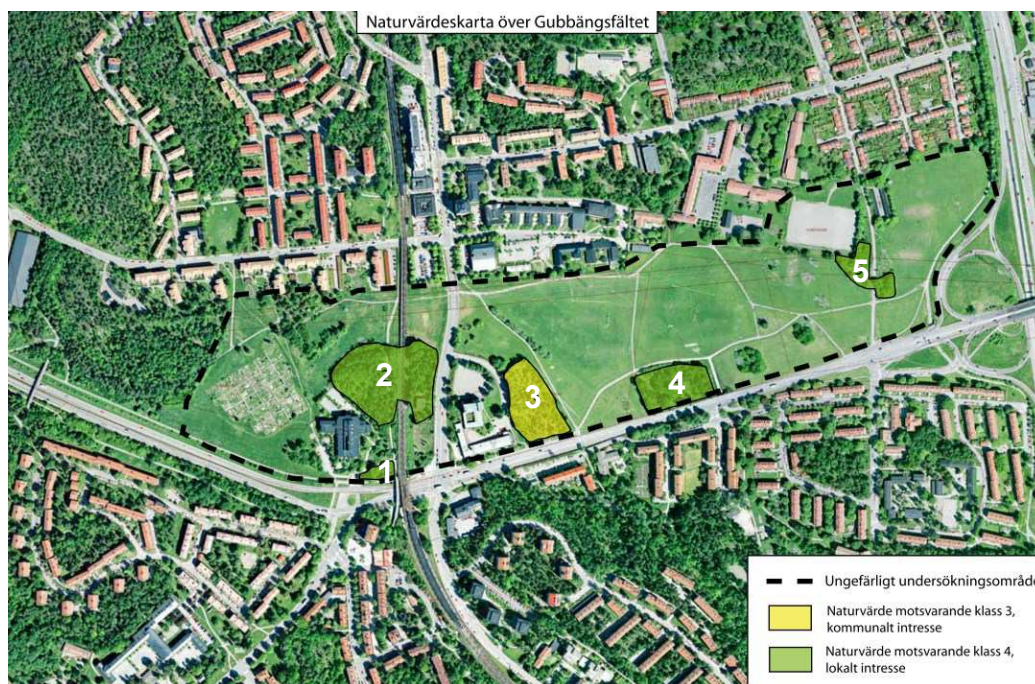 Naturvärdeskarta över Gubbängsfältet
5
2
3
4
1
Ungefärligt undersökningsområde
Naturvärde motsvarande klass 3,
kommunalt intresse
Naturvärde motsvarande klass 4,
lokalt intresse